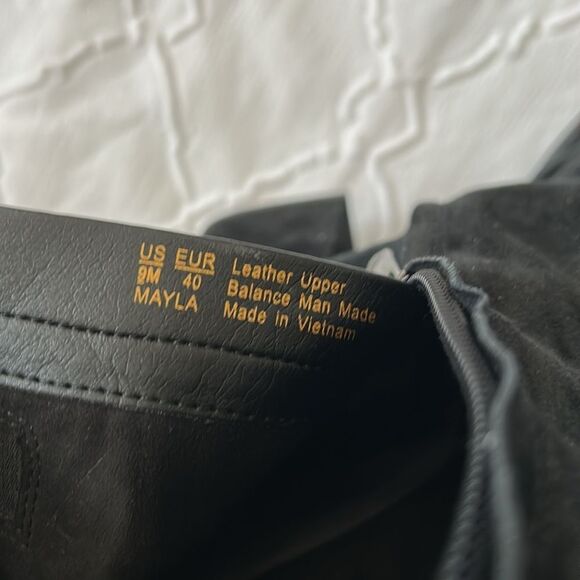 US EUR
9M 40
MAYLA
Leather Upper
Balance Man Made
Made in Vietnam